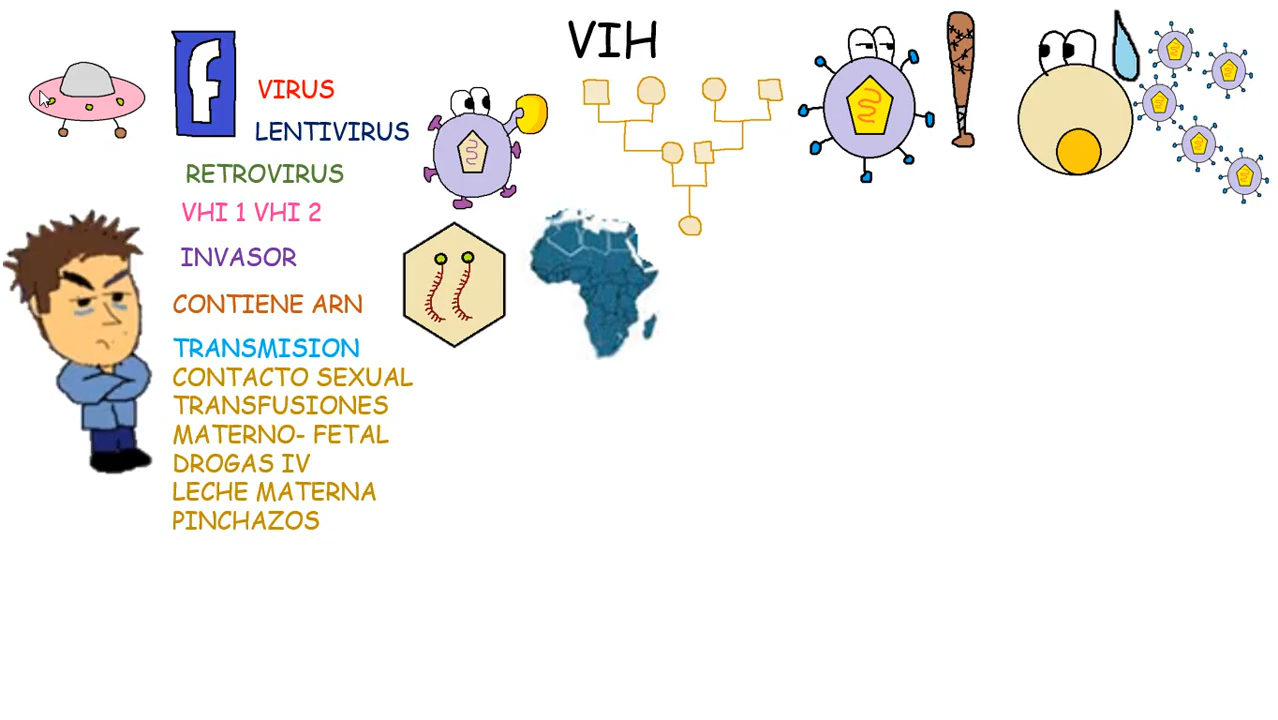 VIH
f
VIRUS
LENTIVIRUS
RETROVIRUS
VHI 1 VHI 2
INVASOR
CONTIENE ARN
TRANSMISION
CONTACTO SEXUAL
TRANSFUSIONES
MATERNO- FETAL
DROGAS IV
LECHE MATERNA
PINCHAZOS